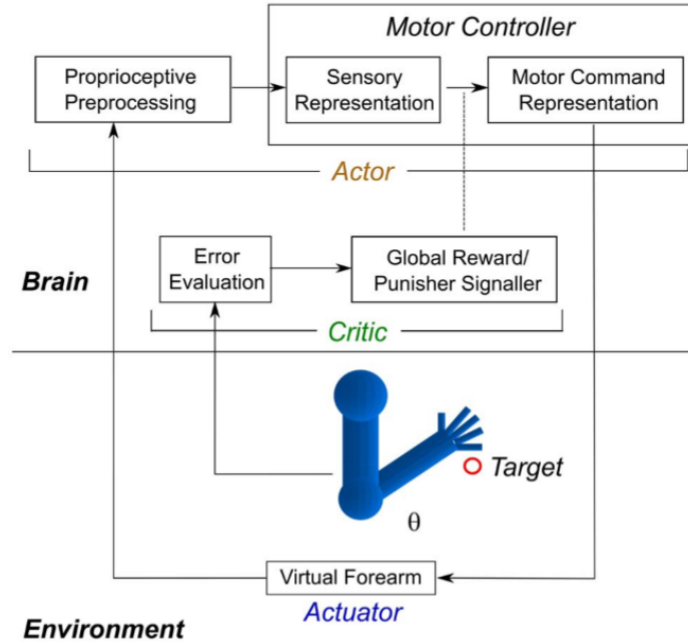 Motor Controller
Proprioceptive
Preprocessing
Sensory
Representation
Motor Command
Representation
Actor
Error
Evaluation
Global Reward/
Punisher Signaller
Brain
Critic
Target
θ
Virtual Forearm
Actuator
Environment